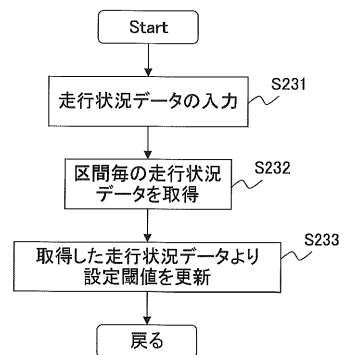 Start
走行状況データの入力
S231
区間毎の走行状況
データを取得
S232
取得した走行状況データより
設定閾値を更新
S233
戻る